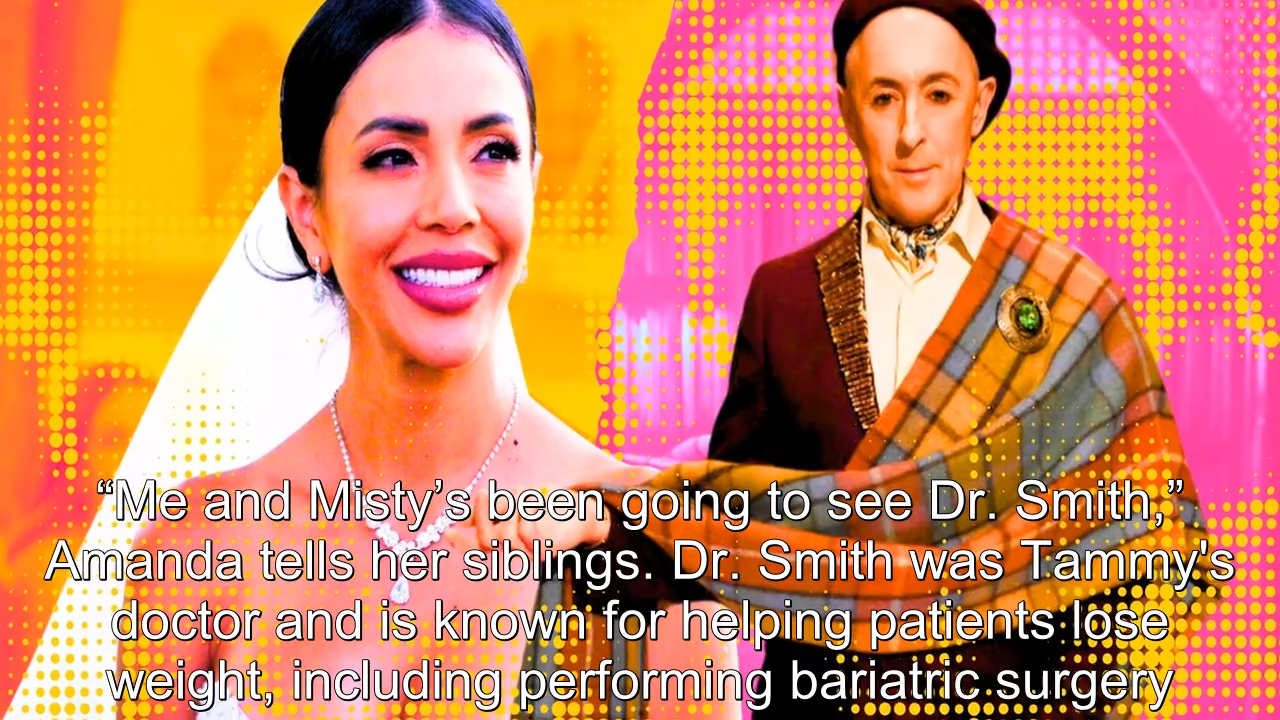 “Me and Misty’s been going to see Dr. Smith,”
Amanda tells her siblings. Dr. Smith was Tammy's
doctor and is known for helping patients lose
weight, including performing bariatric surgery